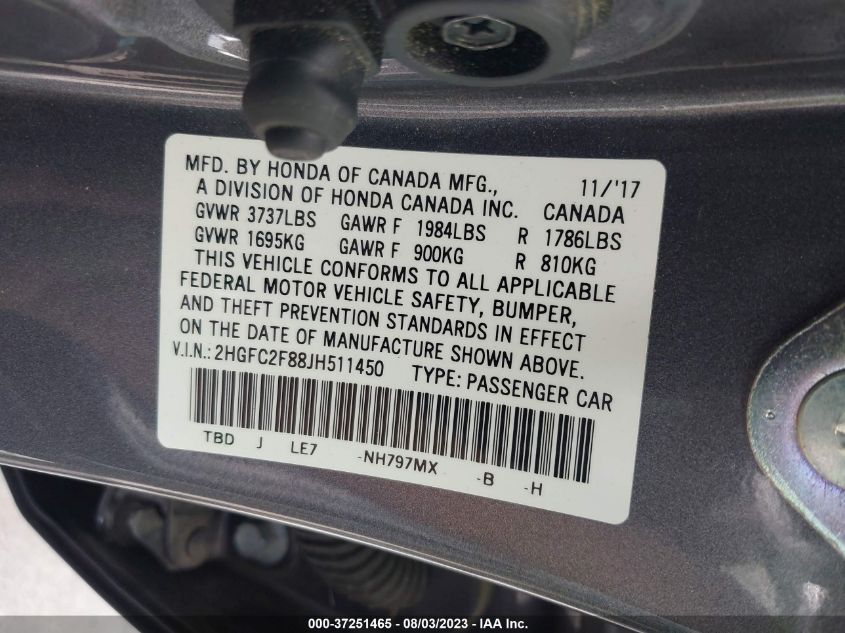 MFD. BY HONDA OF CANADA MFG., 11/'17
A DIVISION OF HONDA CANADA INC. CANADA
GVWR 3737LBS GAWR F 1984LBS R 1786LBS
GVWR 1695KG GAWR F 900KG R 810KG
THIS VEHICLE CONFORMS TO ALL APPLICABLE
FEDERAL MOTOR VEHICLE SAFETY, BUMPER,
AND THEFT PREVENTION STANDARDS IN EFFECT
ON THE DATE OF MANUFACTURE SHOWN ABOVE.
V.I.N.: 2HGFC2F88JH511450 TYPE: PASSENGER CAR
TBD J LE7 -NH797MX -B -H
000-37251465 - 08/03/2023 - IAAI.com